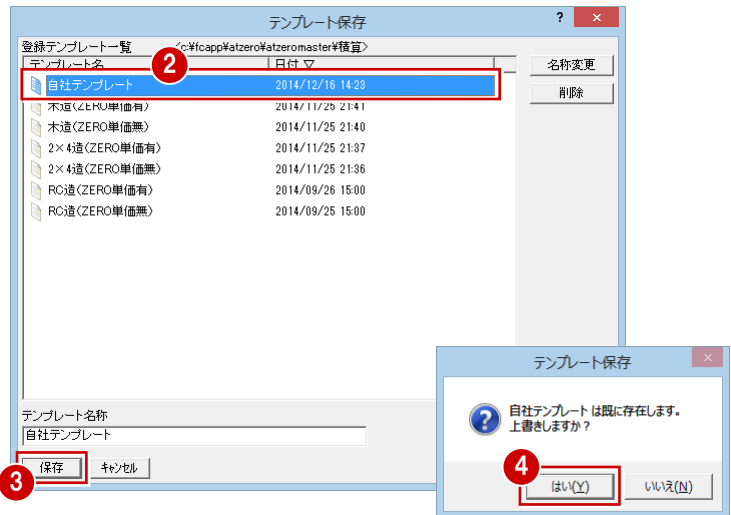 テンプレート保存
? ×
登録テンプレート一覧 <c:¥fcapp¥atzero¥atzeromaster¥積算>
テンプレート名 日付 ▽
名称変更
2
自社テンプレート 2014/12/16 14:23
削除
木造(ZERO単価有) 2014/11/25 21:41
木造(ZERO単価無) 2014/11/25 21:40
2×4造(ZERO単価有) 2014/11/25 21:37
2×4造(ZERO単価無) 2014/11/25 21:36
RC造(ZERO単価有) 2014/09/26 15:00
RC造(ZERO単価無) 2014/09/25 15:00
テンプレート名称
自社テンプレート
3
保存 キャンセル
テンプレート保存
×
自社テンプレート は既に存在します。
上書きしますか?
4
はい(Y) いいえ(N)